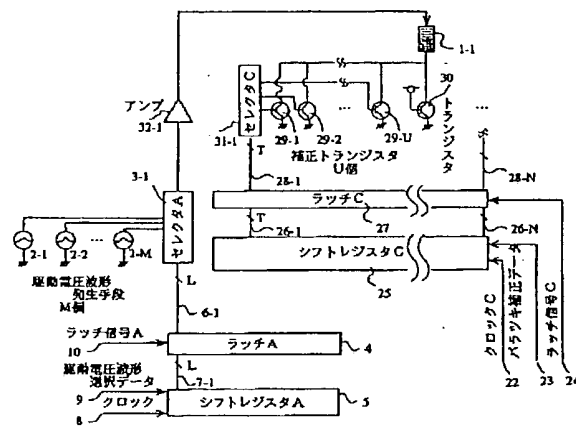 1-1
アンプ
32-1
セレクタC
31-1
29-1
29-2
…
29-U
30
トランジスタ
…
T
補正トランジスタ
U個
28-1
28-N
3-1
セレクタA
ラッチC
27
T
26-1
26-N
シフトレジスタC
25
2-1
2-2
…
2-M
駆動電圧波形
発生手段
M個
L
6-1
クロックC
22
バラツキ補正データ
23
ラッチ信号C
24
ラッチ信号A
10
ラッチA
4
L
7-1
駆動電圧波形
選択データ
9
クロック
8
シフトレジスタA
5